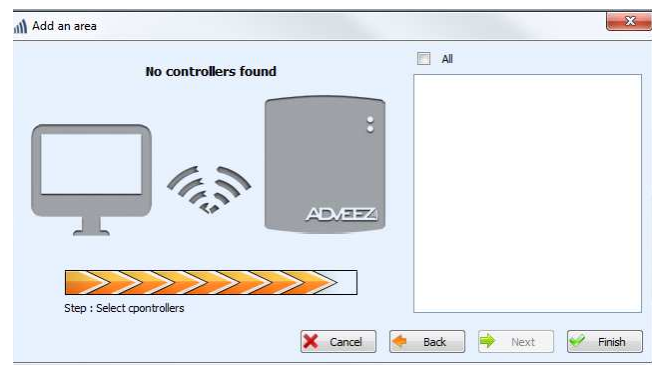 Add an area
No controllers found
All
ADVEEZ
Step : Select cpontrollers
Cancel
Back
Next
Finish